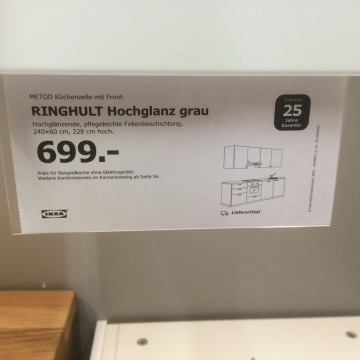 METOD Küchenzeile mit Front:
RINGHULT Hochglanz grau
Hochglänzende, pflegeleichte Folienbeschichtung.
240x60 cm, 228 cm hoch.
699.-
Preis für Beispielküche ohne Elektrogeräte.
Weitere Kombinationen im Küchenkatalog ab Seite 56.
25
Jahre
Garantie
IKEA
Lieferartikel